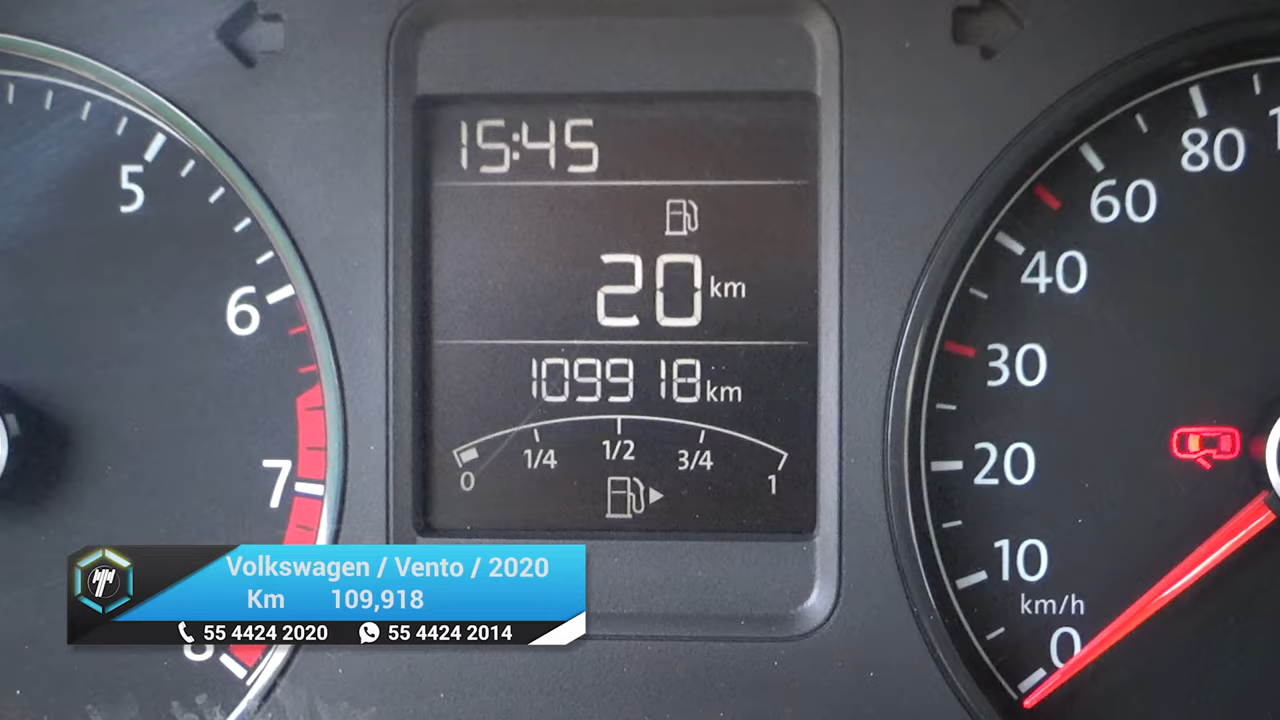 15:45
20 km
109918 km
0 1/4 1/2 3/4 1
5
6
7
8
80
60
40
30
20
10
km/h
0
Volkswagen / Vento / 2020
Km 109,918
55 4424 2020 55 4424 2014